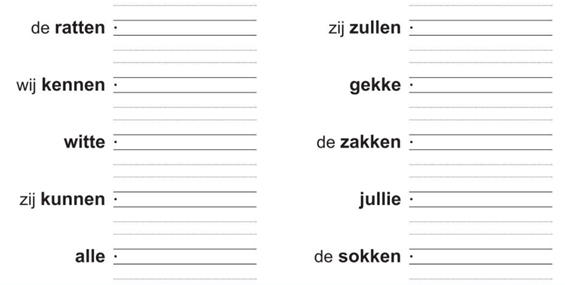 de ratten
wij kennen
witte
zij kunnen
alle
zij zullen
gekke
de zakken
jullie
de sokken